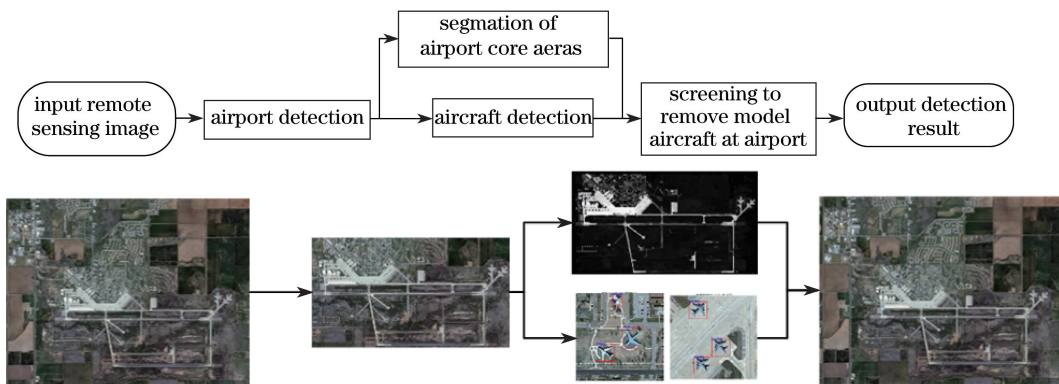 segmation of
airport core aeras
input remote
sensing image
airport detection
aircraft detection
screening to
remove model
aircraft at airport
output detection
result